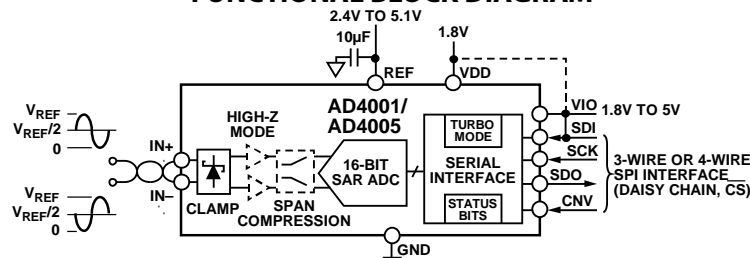 FUNCTIONAL BLOCK DIAGRAM
2.4V TO 5.1V
10µF
1.8V
REF
VDD
VREF
VREF/2
0
IN+
HIGH-Z
MODE
AD4001/
AD4005
TURBO
MODE
VIO
1.8V TO 5V
SDI
16-BIT
SAR ADC
SERIAL
INTERFACE
SCK
SDO
3-WIRE OR 4-WIRE
SPI INTERFACE
(DAISY CHAIN, CS)
VREF
VREF/2
0
IN–
CLAMP
SPAN
COMPRESSION
STATUS
BITS
CNV
GND